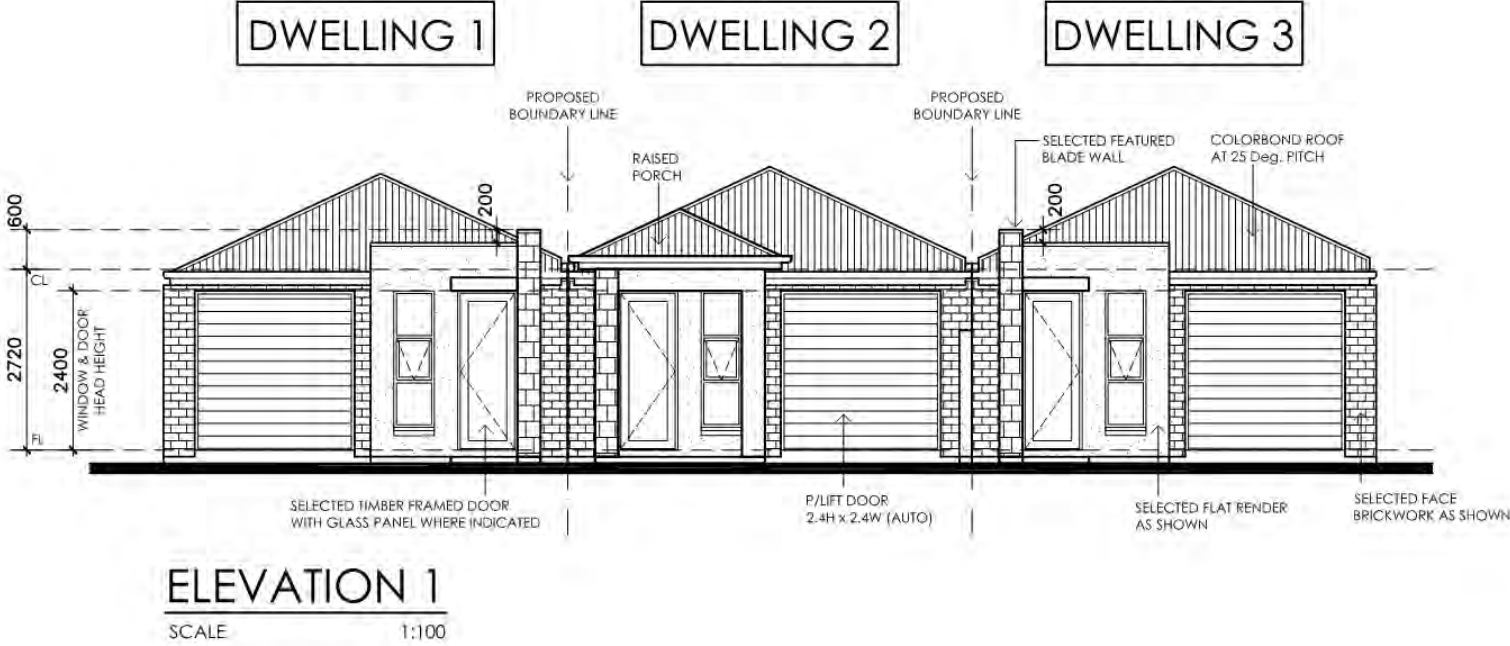 DWELLING 1
DWELLING 2
DWELLING 3
PROPOSED
BOUNDARY LINE
PROPOSED
BOUNDARY LINE
RAISED
PORCH
SELECTED FEATURED
BLADE WALL
COLORBOND ROOF
AT 25 Deg. PITCH
600
200
200
CL
2720
2400
WINDOW & DOOR
HEAD HEIGHT
FL
SELECTED TIMBER FRAMED DOOR
WITH GLASS PANEL WHERE INDICATED
P/LIFT DOOR
2.4H x 2.4W (AUTO)
SELECTED FLAT RENDER
AS SHOWN
SELECTED FACE
BRICKWORK AS SHOWN
ELEVATION 1
SCALE 1:100